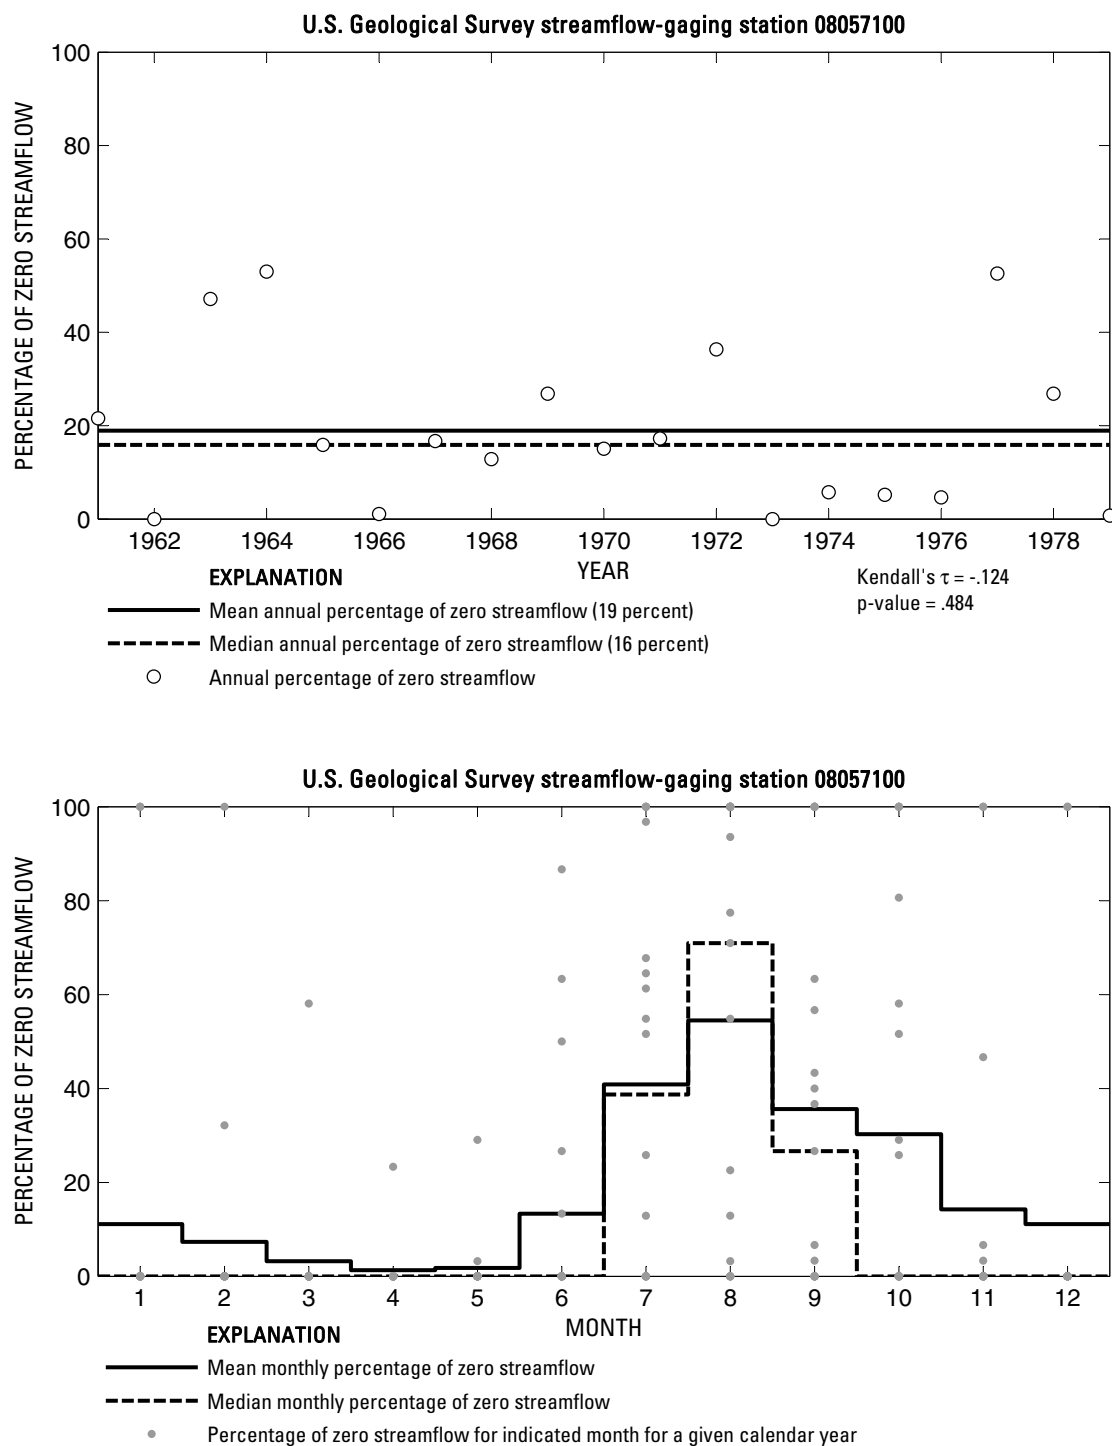 U.S. Geological Survey streamflow-gaging station 08057100
PERCENTAGE OF ZERO STREAMFLOW
100
80
60
40
20
0
1962 1964 1966 1968 1970 1972 1974 1976 1978
YEAR
EXPLANATION
Mean annual percentage of zero streamflow (19 percent)
Median annual percentage of zero streamflow (16 percent)
Annual percentage of zero streamflow
Kendall's τ = -.124
p-value = .484
U.S. Geological Survey streamflow-gaging station 08057100
PERCENTAGE OF ZERO STREAMFLOW
100
80
60
40
20
0
1 2 3 4 5 6 7 8 9 10 11 12
MONTH
EXPLANATION
Mean monthly percentage of zero streamflow
Median monthly percentage of zero streamflow
Percentage of zero streamflow for indicated month for a given calendar year